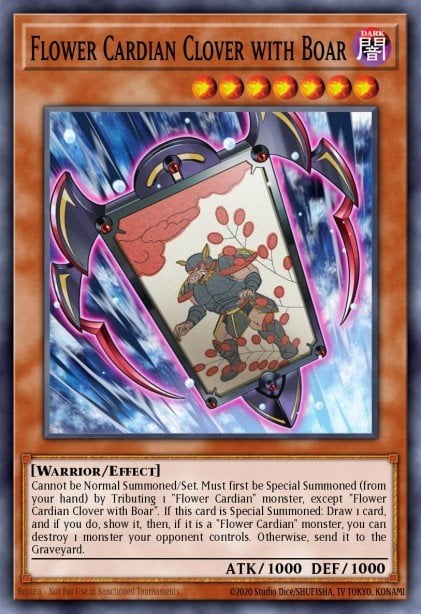 Flower Cardian Clover with Boar
DARK
闇
[Warrior/Effect]
Cannot be Normal Summoned/Set. Must first be Special Summoned (from
your hand) by Tributing 1 "Flower Cardian" monster, except "Flower
Cardian Clover with Boar". If this card is Special Summoned: Draw 1 card,
and if you do, show it, then, if it is a "Flower Cardian" monster, you can
destroy 1 monster your opponent controls. Otherwise, send it to the
Graveyard.
ATK/1000 DEF/1000
Replica - Not For Use in Sanctioned Tournaments
©2020 Studio Dice/SHUEISHA, TV TOKYO, KONAMI